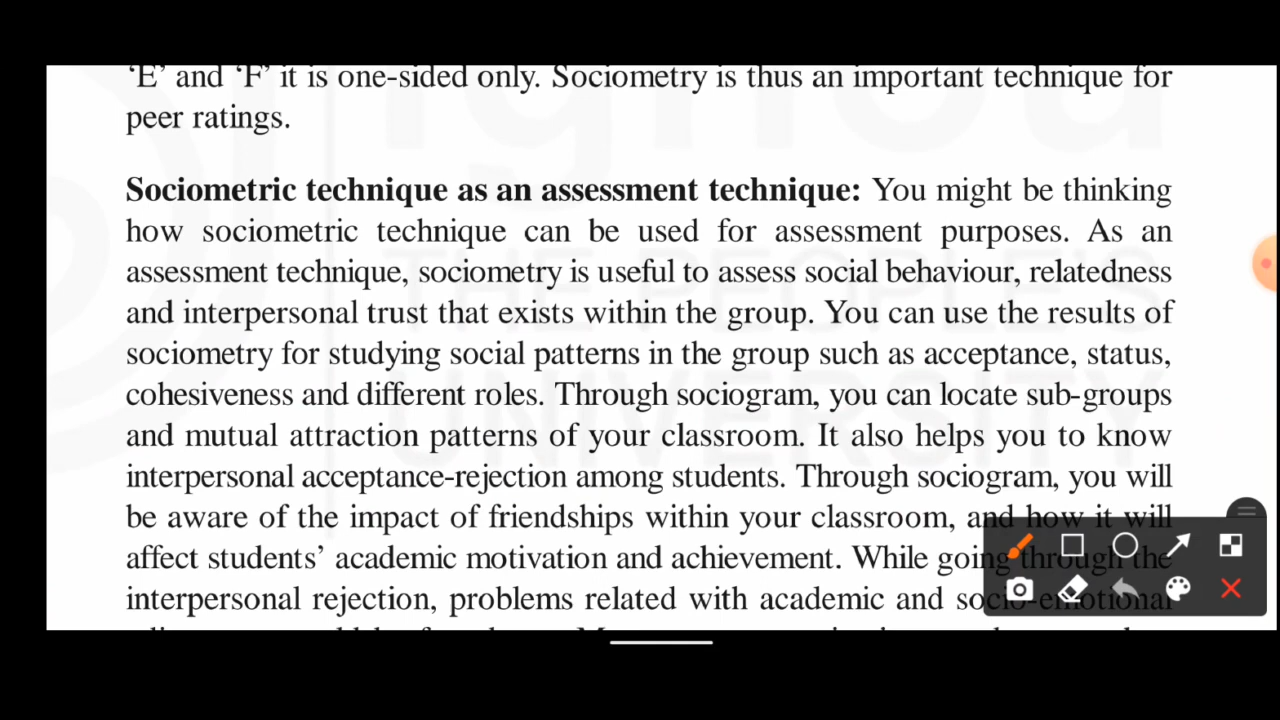 ‘E’ and ‘F’ it is one-sided only. Sociometry is thus an important technique for
peer ratings.
Sociometric technique as an assessment technique: You might be thinking
how sociometric technique can be used for assessment purposes. As an
assessment technique, sociometry is useful to assess social behaviour, relatedness
and interpersonal trust that exists within the group. You can use the results of
sociometry for studying social patterns in the group such as acceptance, status,
cohesiveness and different roles. Through sociogram, you can locate sub-groups
and mutual attraction patterns of your classroom. It also helps you to know
interpersonal acceptance-rejection among students. Through sociogram, you will
be aware of the impact of friendships within your classroom, and how it will
affect students’ academic motivation and achievement. While going through the
interpersonal rejection, problems related with academic and socio-emotional